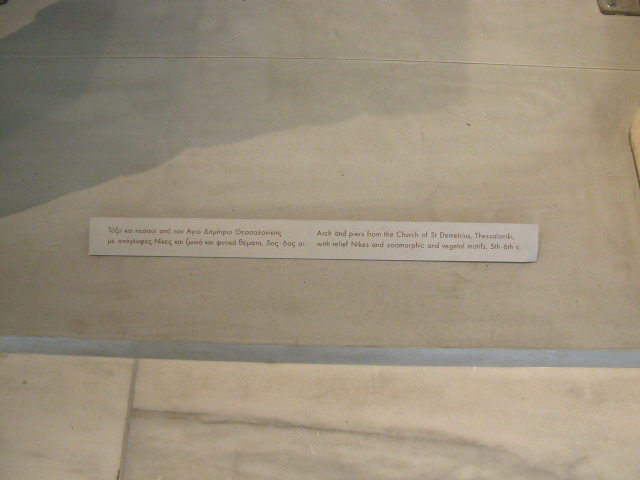 Τόξο και πεσσοί από τον Άγιο Δημήτριο Θεσσαλονίκης
με ανάγλυφες Νίκες και ζωικά και φυτικά θέματα, 5ος - 6ος αι.
Arch and piers from the Church of St Demetrius, Thessaloniki,
with relief Nikes and zoomorphic and vegetal motifs, 5th - 6th c.